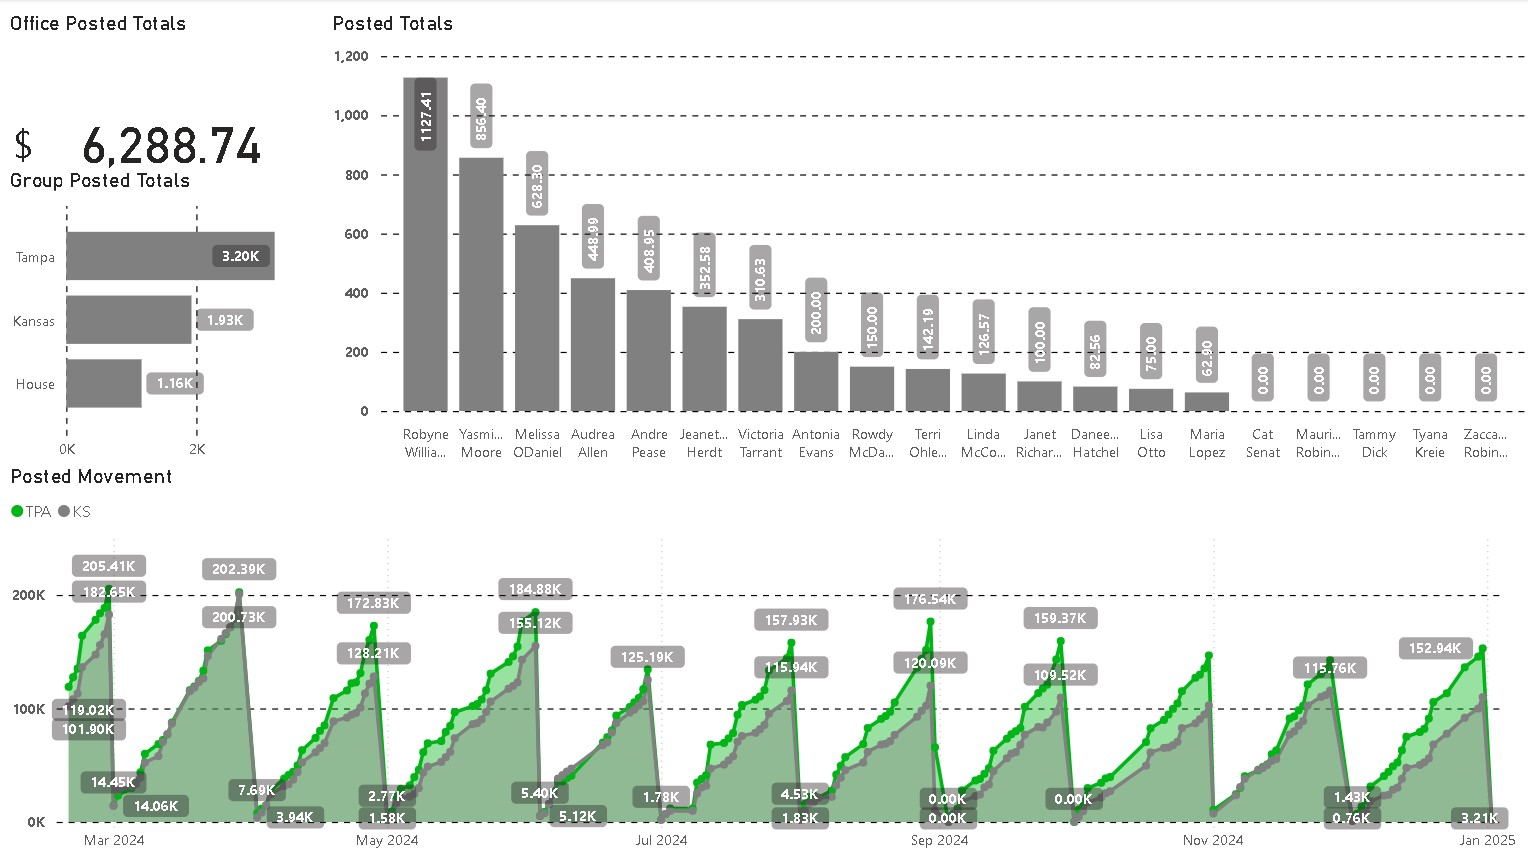 Office Posted Totals
$ 6,288.74
Group Posted Totals
Tampa 3.20K
Kansas 1.93K
House 1.16K
0K 2K
Posted Totals
1,200
1,000
800
600
400
200
0
1127.41
856.40
628.30
448.99
408.95
352.58
310.63
200.00
150.00
142.19
126.57
100.00
82.56
75.00
62.90
0.00
0.00
0.00
0.00
0.00
Robyne Willia...
Yasmi... Moore
Melissa ODaniel
Audrea Allen
Andre Pease
Jeanet... Herdt
Victoria Tarrant
Antonia Evans
Rowdy McDa...
Terri Ohle...
Linda McCo...
Janet Richar...
Danee... Hatchel
Lisa Otto
Maria Lopez
Cat Senat
Mauri... Robin...
Tammy Dick
Tyana Kreie
Zacca... Robin...
Posted Movement
TPA KS
200K
100K
0K
205.41K
182.65K
119.02K
101.90K
14.45K
14.06K
202.39K
200.73K
7.69K
3.94K
172.83K
128.21K
2.77K
1.58K
184.88K
155.12K
5.40K
5.12K
125.19K
1.78K
157.93K
115.94K
4.53K
1.83K
176.54K
120.09K
0.00K
0.00K
159.37K
109.52K
0.00K
115.76K
1.43K
0.76K
152.94K
3.21K
Mar 2024 May 2024 Jul 2024 Sep 2024 Nov 2024 Jan 2025